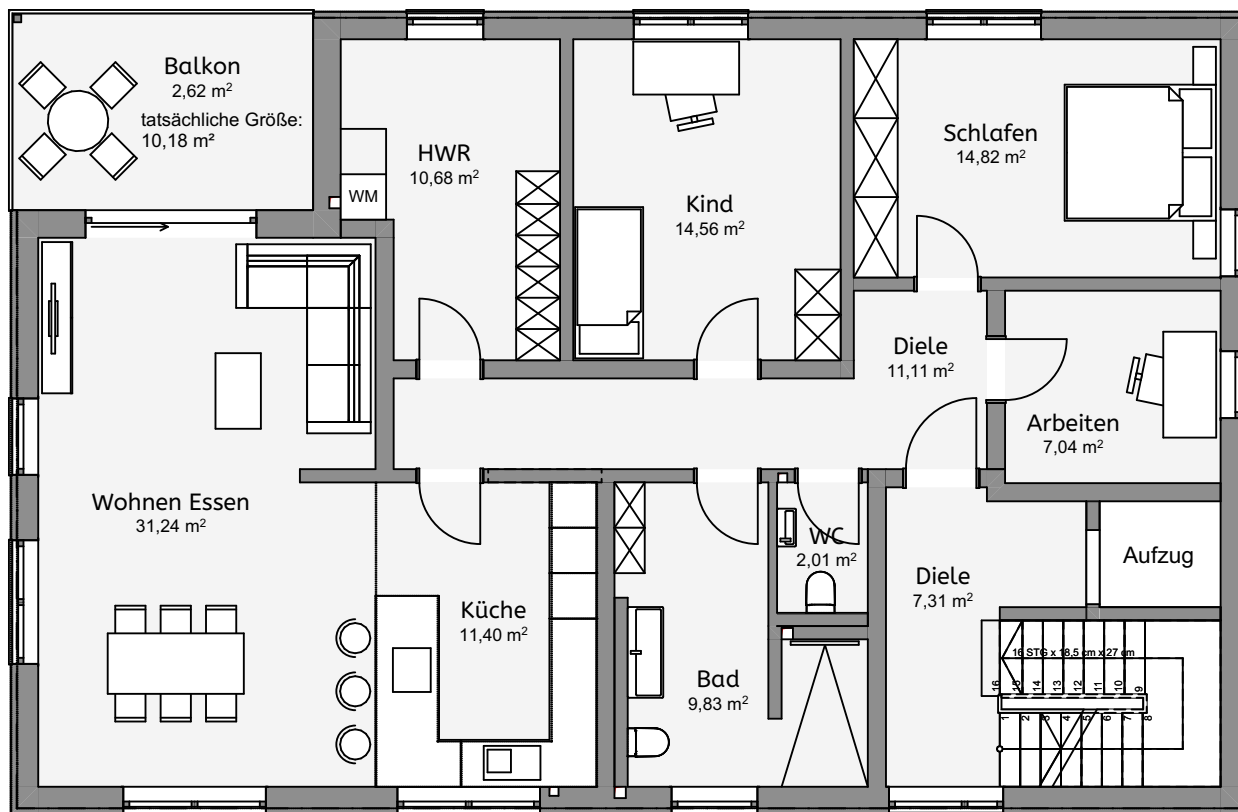 Balkon
2,62 m²
tatsächliche Größe:
10,18 m²
HWR
10,68 m²
WM
Kind
14,56 m²
Schlafen
14,82 m²
Diele
11,11 m²
Arbeiten
7,04 m²
Wohnen Essen
31,24 m²
Küche
11,40 m²
WC
2,01 m²
Bad
9,83 m²
Diele
7,31 m²
Aufzug
16 STG x 18,5 cm x 27 cm
16 15 14 13 12 11 10 9
1 2 3 4 5 6 7 8